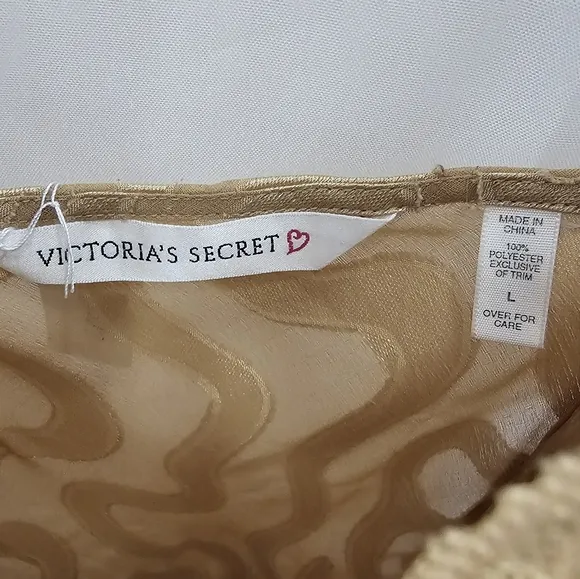 VICTORIA'S SECRET
MADE IN
CHINA
100%
POLYESTER
EXCLUSIVE
OF TRIM
L
OVER FOR
CARE